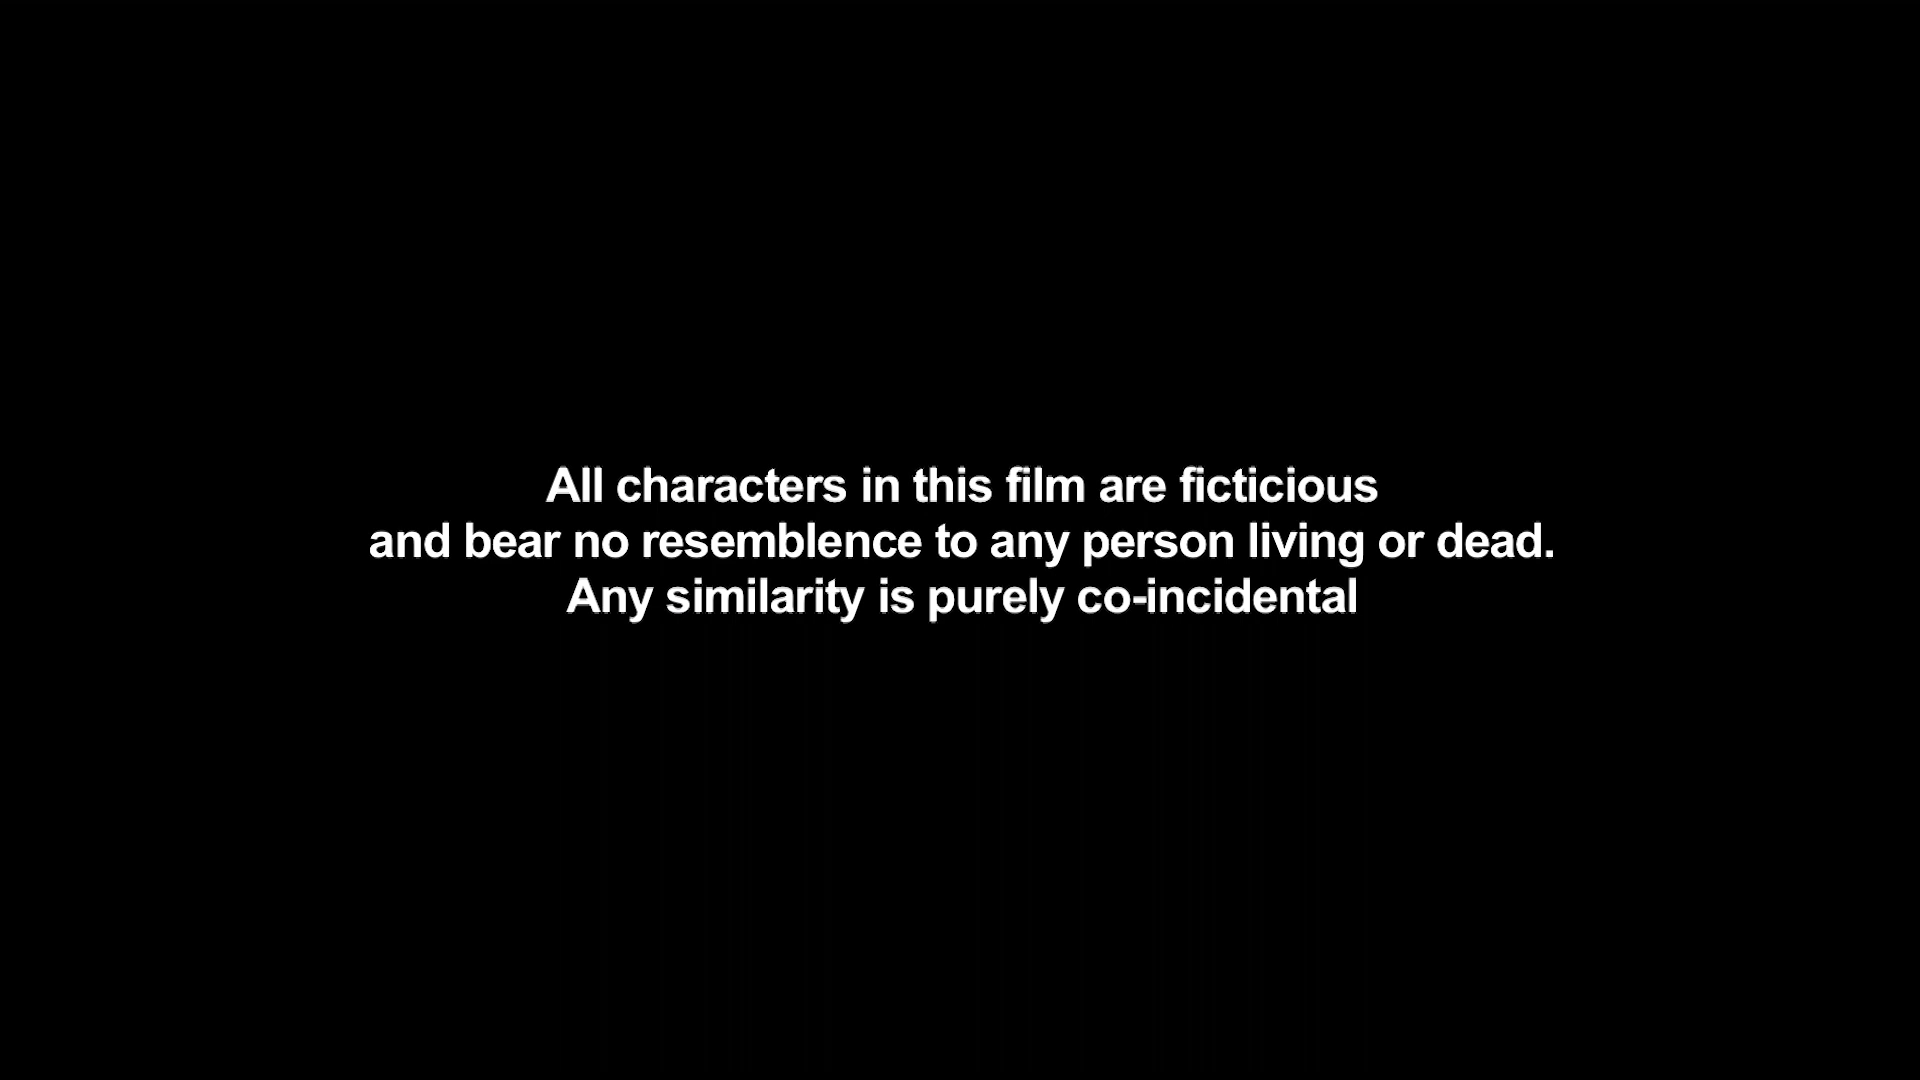 All characters in this film are ficticious
and bear no resemblence to any person living or dead.
Any similarity is purely co-incidental